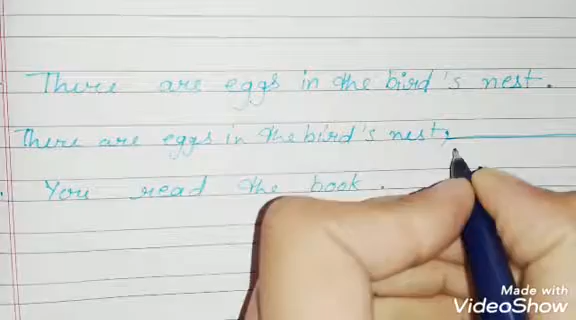 There are eggs in the bird's nest.
There are eggs in the bird's nest,
You read the book.
Made with
VideoShow